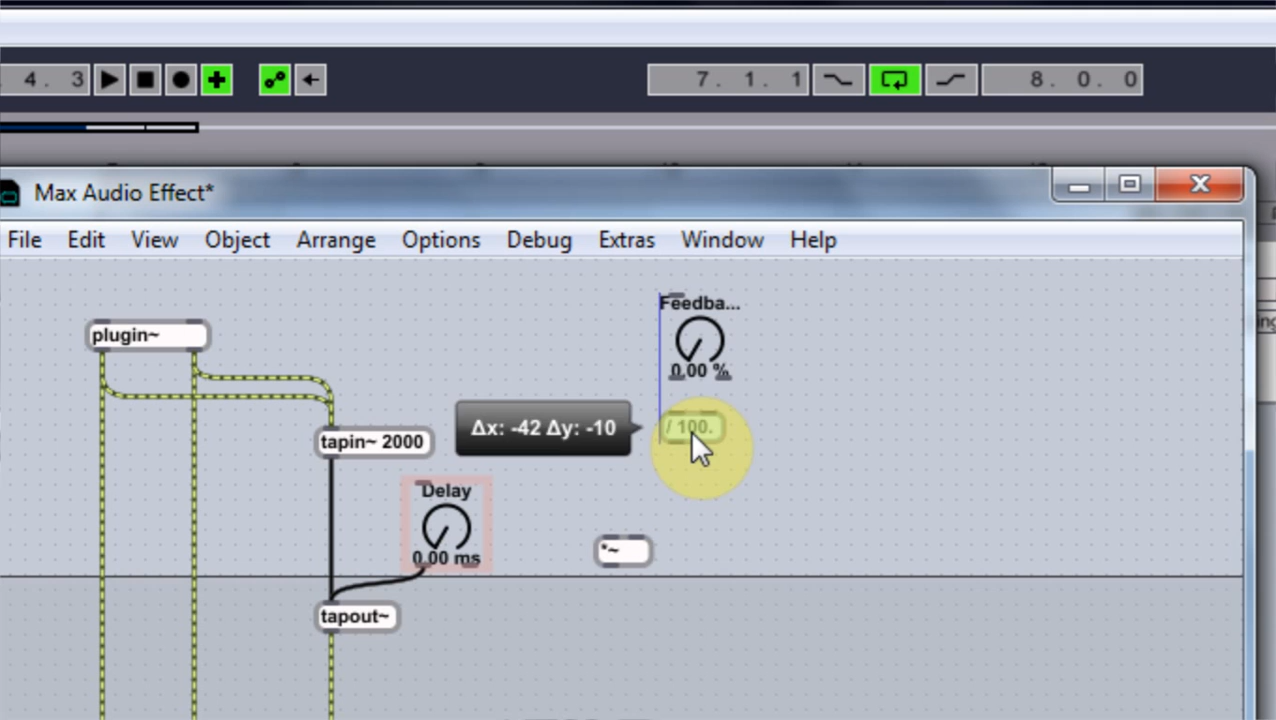 4. 3
7. 1. 1
8. 0. 0
Max Audio Effect*
File Edit View Object Arrange Options Debug Extras Window Help
Feedba...
plugin~
0.00 %
Δx: -42 Δy: -10
/ 100.
tapin~ 2000
Delay
*~
0.00 ms
tapout~